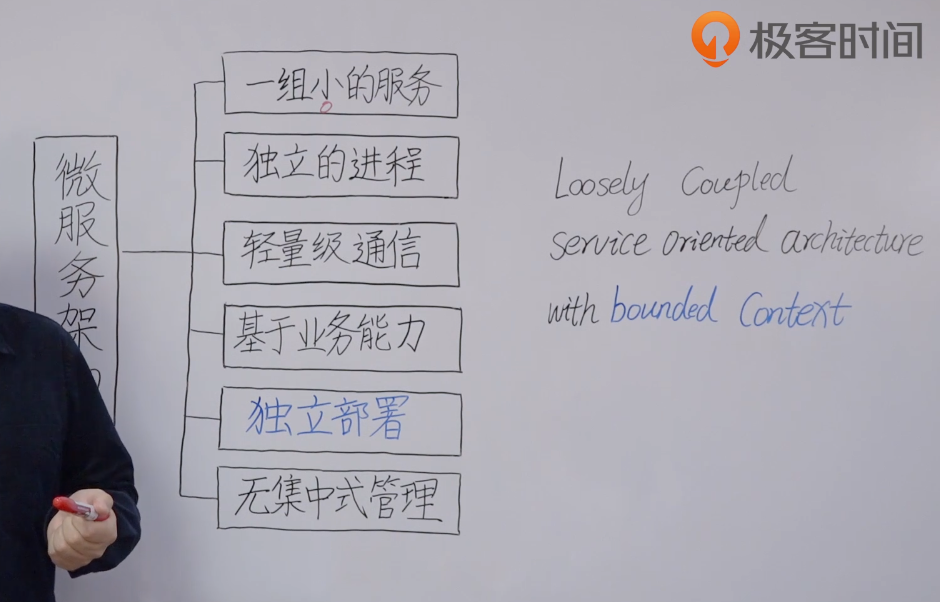 极客时间
微服务架
一组小的服务
独立的进程
轻量级通信
基于业务能力
独立部署
无集中式管理
Loosely Coupled
service oriented architecture
with bounded Context